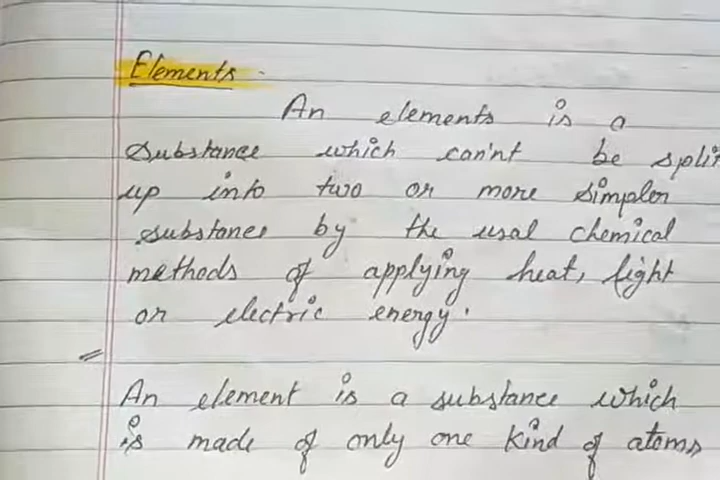 Elements.
An elements is a
substance which can'nt be split
up into two or more simpler
substances by the usal chemical
methods of applying heat, light
or electric energy.
An element is a substance which
is made of only one kind of atoms